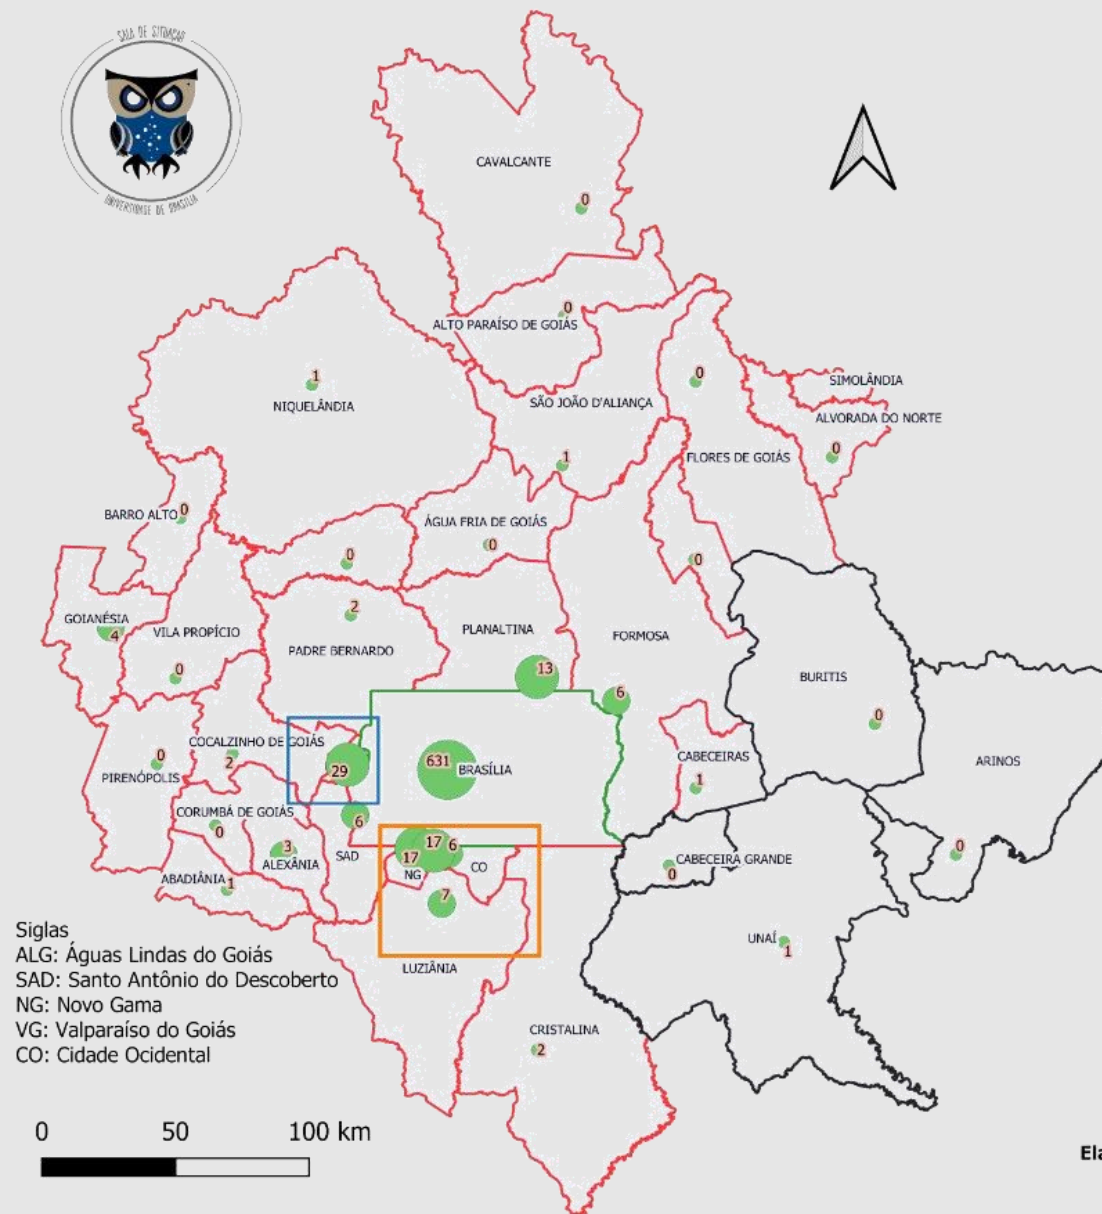 SALA DE SITUAÇÃO
UNIVERSIDADE DE BRASÍLIA
CAVALCANTE
0
0
ALTO PARAÍSO DE GOIÁS
1
NIQUELÂNDIA
0
SIMOLÂNDIA
SÃO JOÃO D'ALIANÇA
ALVORADA DO NORTE
0
1
FLORES DE GOIÁS
0
BARRO ALTO
ÁGUA FRIA DE GOIÁS
0
0
0
2
GOIANÉSIA
4
VILA PROPÍCIO
PLANALTINA
FORMOSA
PADRE BERNARDO
0
13
BURITIS
6
0
COCALZINHO DE GOIÁS
2
0
PIRENÓPOLIS
29
631
BRASÍLIA
CABECEIRAS
1
ARINOS
CORUMBÁ DE GOIÁS
0
6
3
ALEXÂNIA
SAD
17
17
6
NG
CO
CABECEIRA GRANDE
0
0
ABADIÂNIA
1
7
Siglas
ALG: Águas Lindas do Goiás
SAD: Santo Antônio do Descoberto
NG: Novo Gama
VG: Valparaíso do Goiás
CO: Cidade Ocidental
UNAÍ
1
LUZIÂNIA
CRISTALINA
2
0 50 100 km
Ela